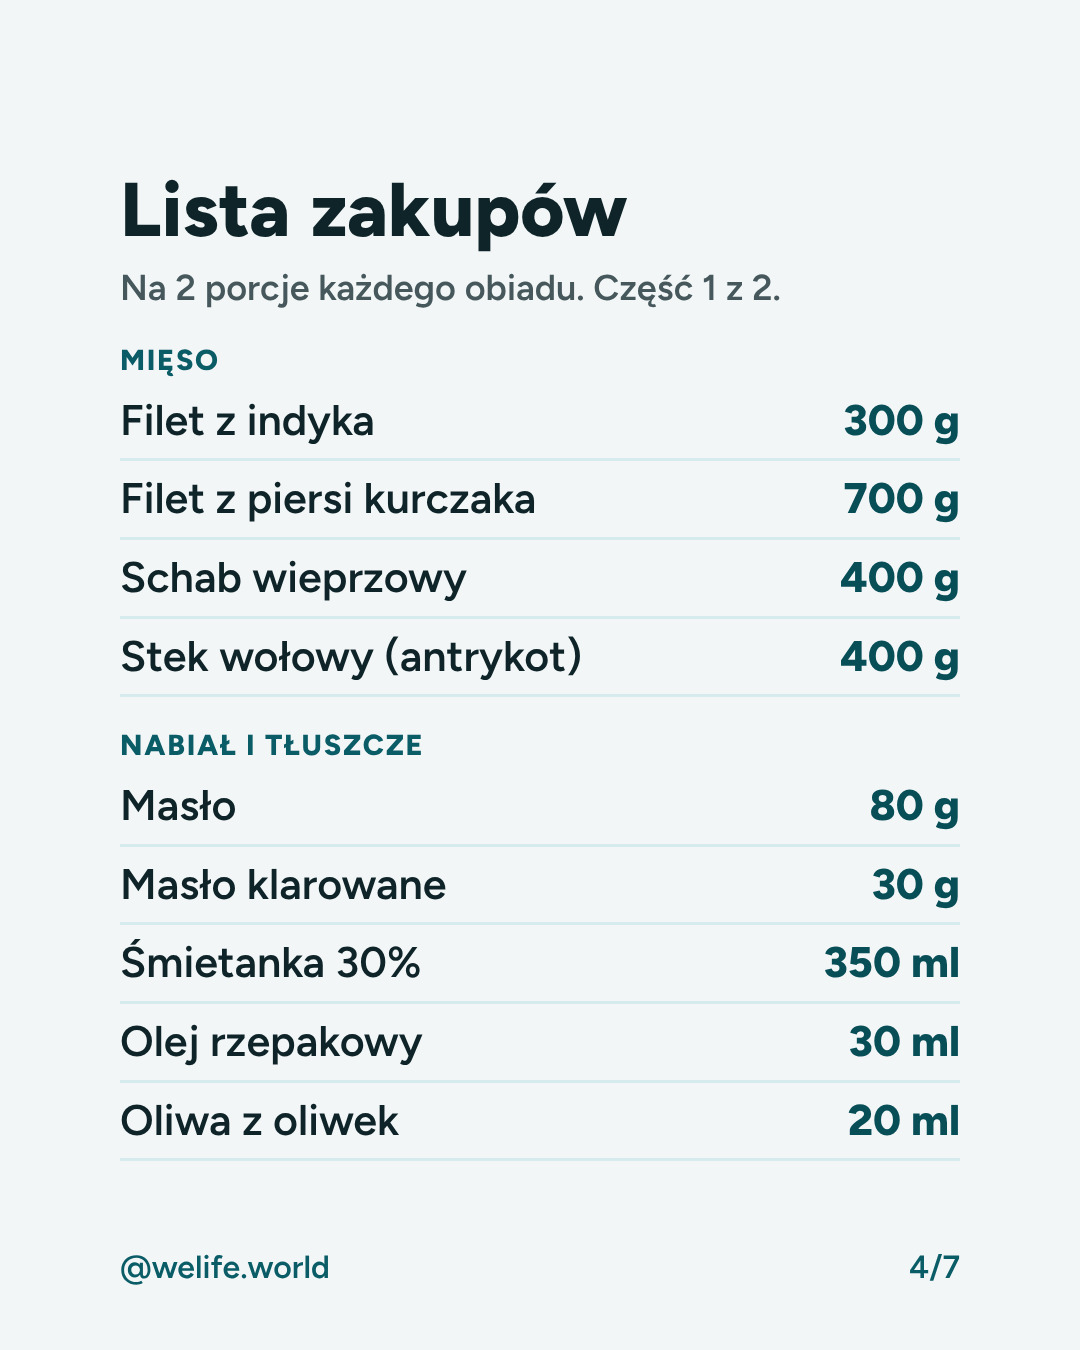 Lista zakupów
Na 2 porcje każdego obiadu. Część 1 z 2.
MIĘSO
Filet z indyka 300 g
Filet z piersi kurczaka 700 g
Schab wieprzowy 400 g
Stek wołowy (antrykot) 400 g
NABIAŁ I TŁUSZCZE
Masło 80 g
Masło klarowane 30 g
Śmietanka 30% 350 ml
Olej rzepakowy 30 ml
Oliwa z oliwek 20 ml
@welife.world 4/7